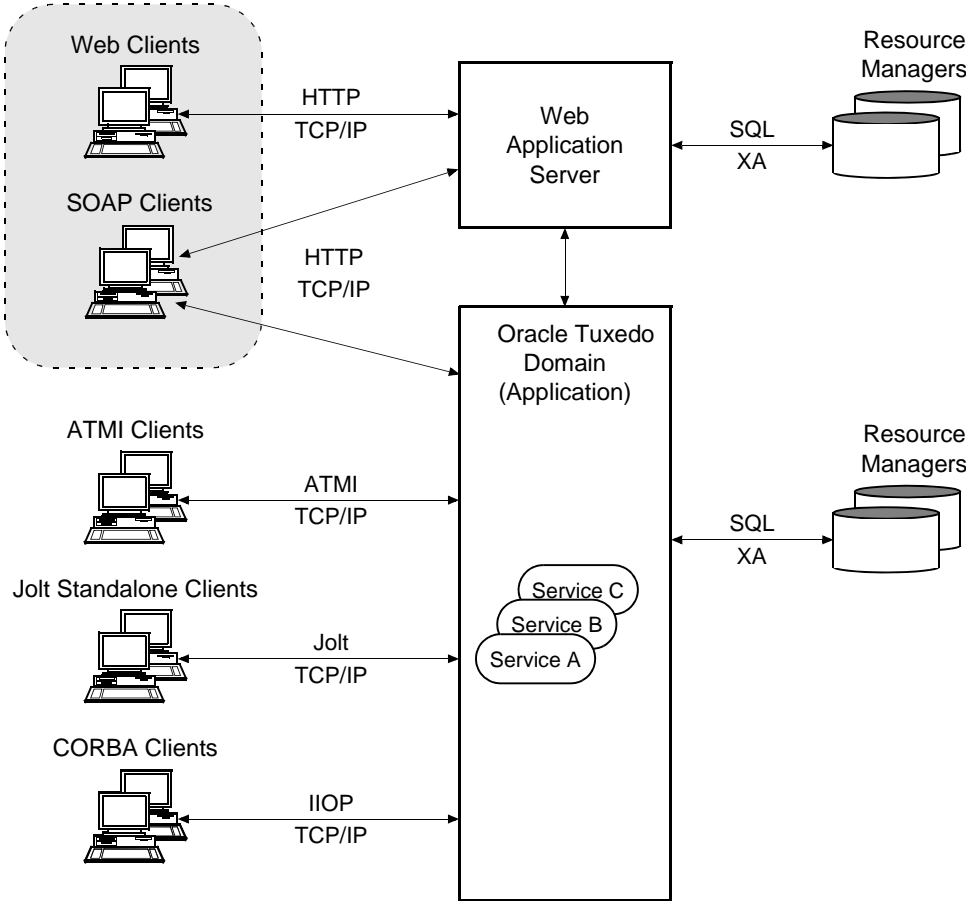 Web Clients
HTTP
TCP/IP
Web
Application
Server
SQL
XA
Resource
Managers
SOAP Clients
HTTP
TCP/IP
Oracle Tuxedo
Domain
(Application)
ATMI Clients
ATMI
TCP/IP
Resource
Managers
SQL
XA
Service C
Service B
Service A
Jolt Standalone Clients
Jolt
TCP/IP
CORBA Clients
IIOP
TCP/IP